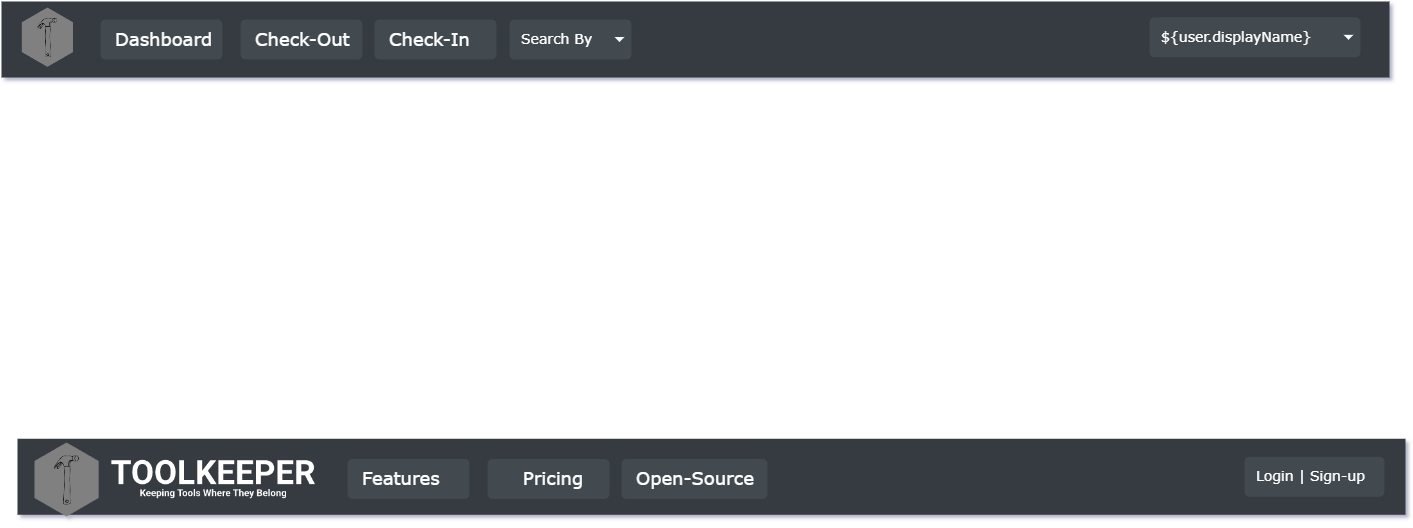 Dashboard Check-Out Check-In Search By ${user.displayName}
TOOLKEEPER
Keeping Tools Where They Belong
Features Pricing Open-Source Login | Sign-up